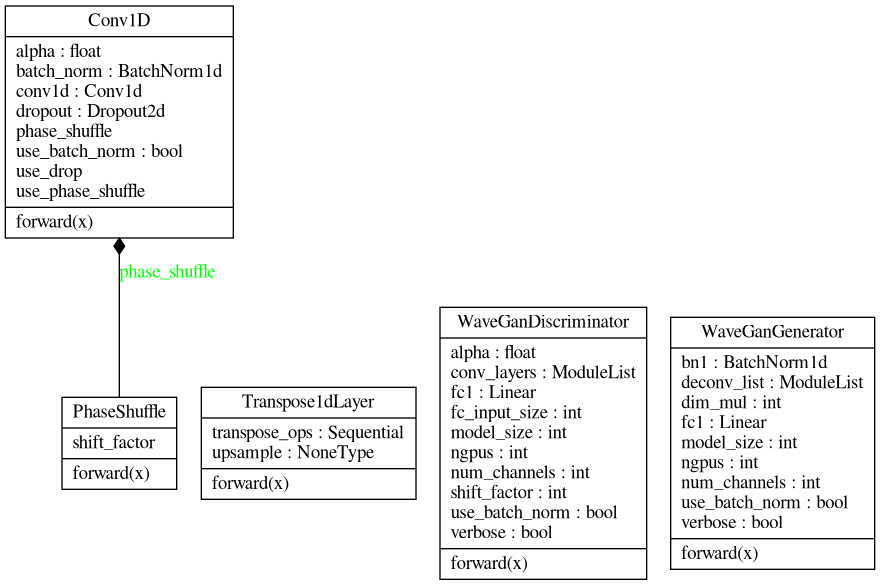 Conv1D
alpha : float
batch_norm : BatchNorm1d
conv1d : Conv1d
dropout : Dropout2d
phase_shuffle
use_batch_norm : bool
use_drop
use_phase_shuffle
forward(x)
phase_shuffle
PhaseShuffle
shift_factor
forward(x)
Transpose1dLayer
transpose_ops : Sequential
upsample : NoneType
forward(x)
WaveGanDiscriminator
alpha : float
conv_layers : ModuleList
fc1 : Linear
fc_input_size : int
model_size : int
ngpus : int
num_channels : int
shift_factor : int
use_batch_norm : bool
verbose : bool
forward(x)
WaveGanGenerator
bn1 : BatchNorm1d
deconv_list : ModuleList
dim_mul : int
fc1 : Linear
model_size : int
ngpus : int
num_channels : int
use_batch_norm : bool
verbose : bool
forward(x)